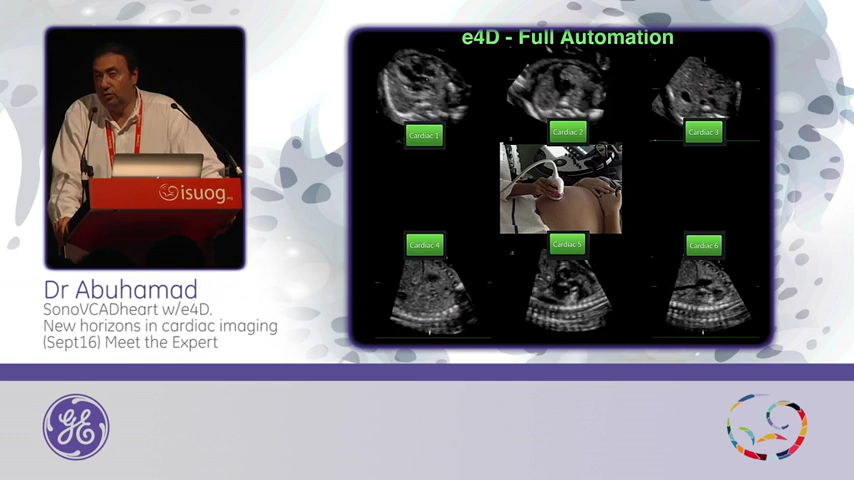 e4D - Full Automation
Cardiac 1
Cardiac 2
Cardiac 3
Cardiac 4
Cardiac 5
Cardiac 6
isuog
Dr Abuhamad
SonoVCADheart w/e4D.
New horizons in cardiac imaging
(Sept16) Meet the Expert
GE